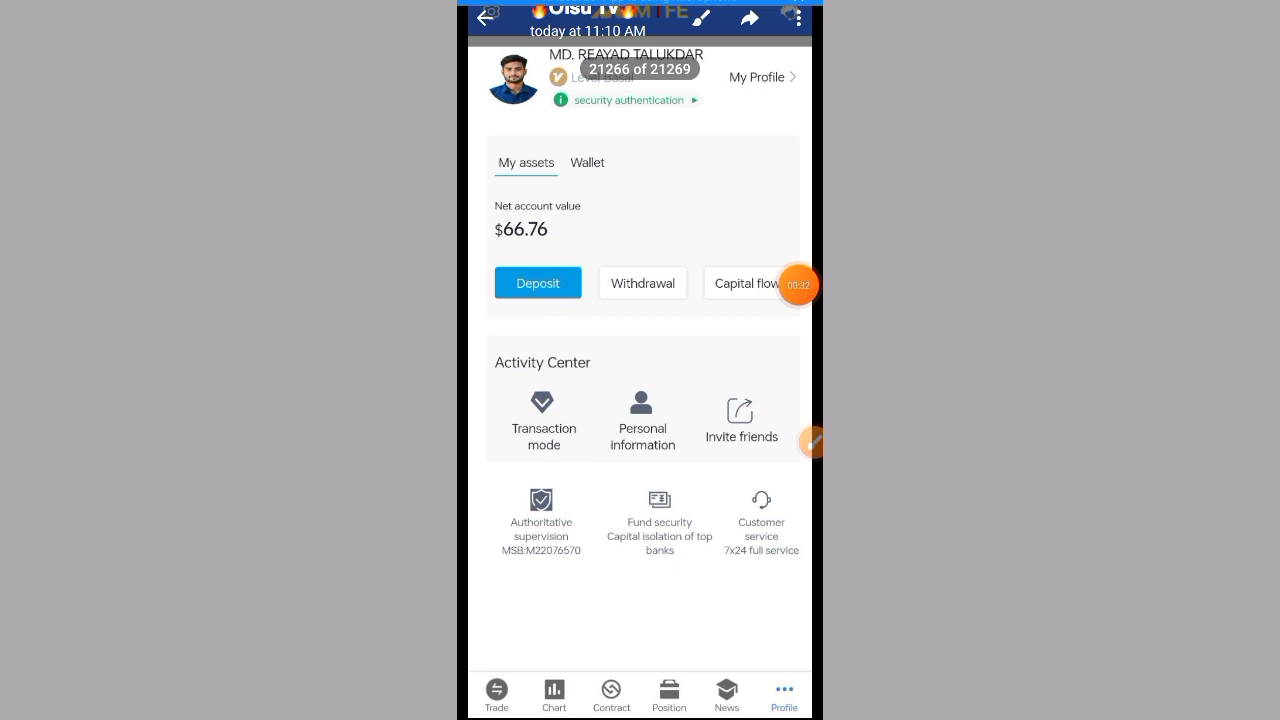 🔥Olsu TV🔥
today at 11:10 AM
MD. REAYAD TALUKDAR
21266 of 21269
My Profile
security authentication
My assets Wallet
Net account value
$66.76
Deposit Withdrawal Capital flow
00:32
Activity Center
Transaction mode
Personal information
Invite friends
Authoritative supervision
MSB:M22076570
Fund security
Capital isolation of top banks
Customer service
7x24 full service
Trade Chart Contract Position News Profile